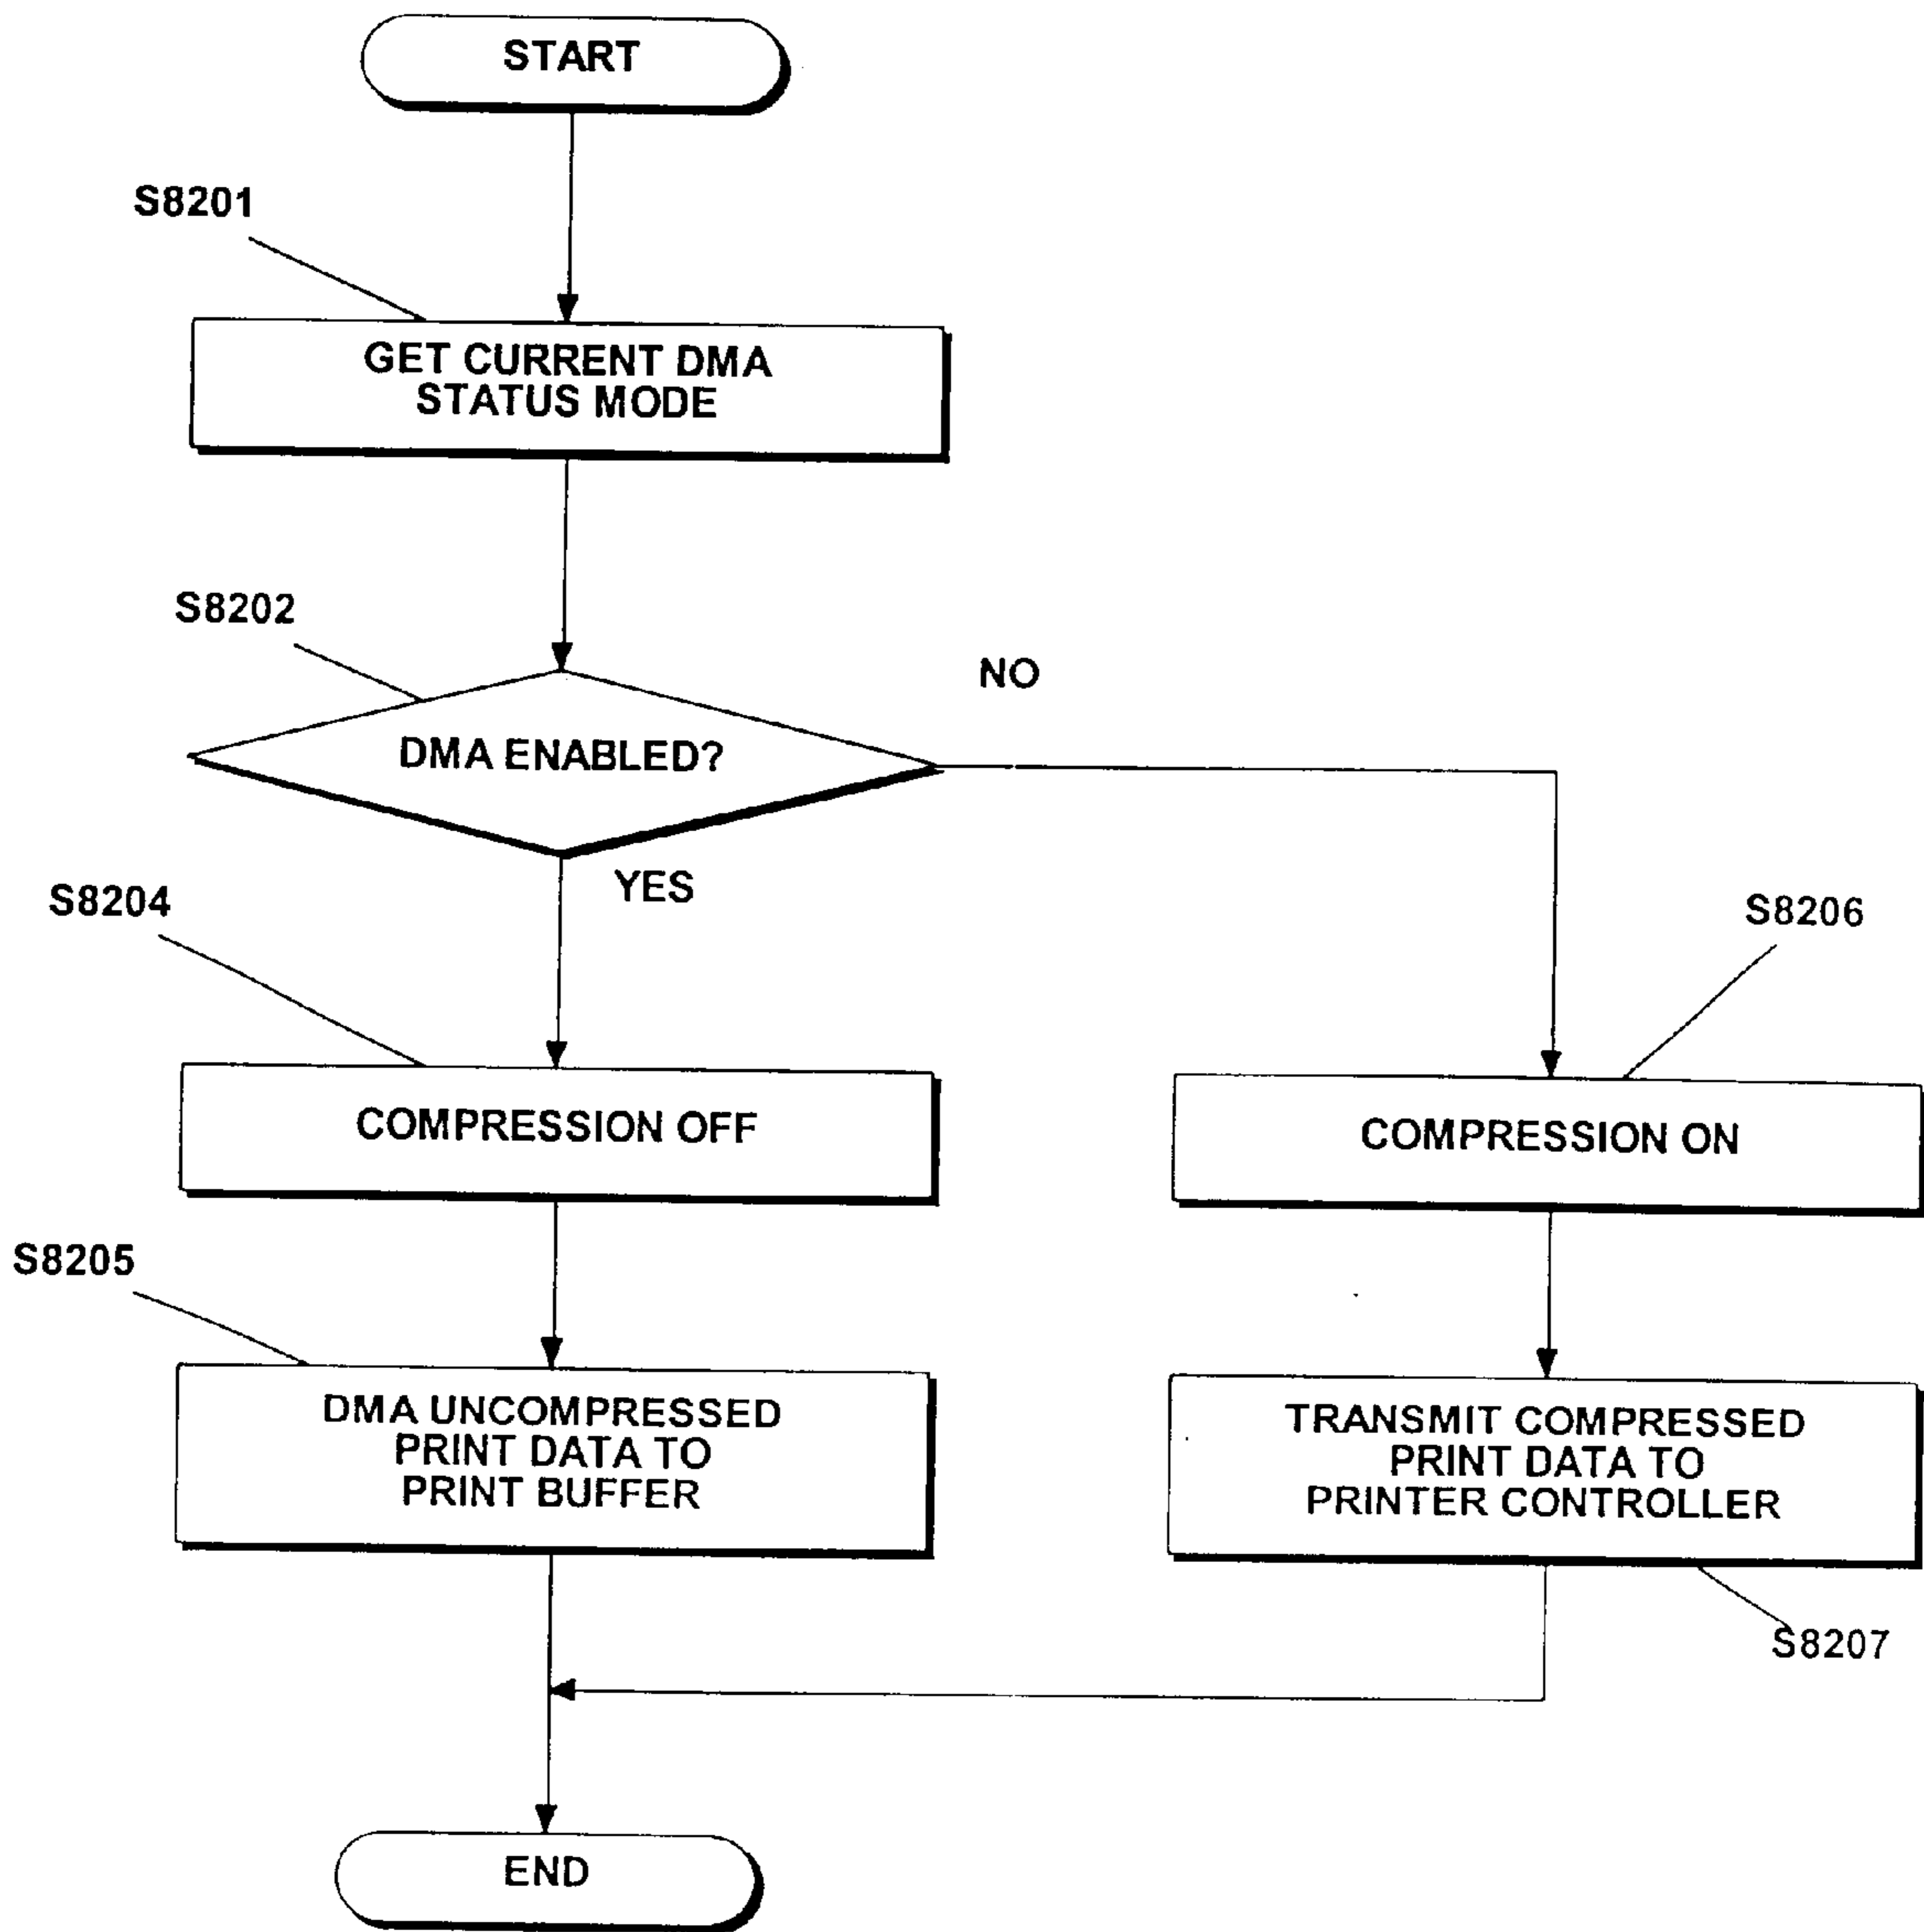 START
S8201
GET CURRENT DMA
STATUS MODE
S8202
NO
DMA ENABLED?
YES
S8204
S8206
COMPRESSION OFF
COMPRESSION ON
S8205
DMA UNCOMPRESSED
PRINT DATA TO
PRINT BUFFER
TRANSMIT COMPRESSED
PRINT DATA TO
PRINTER CONTROLLER
S8207
END